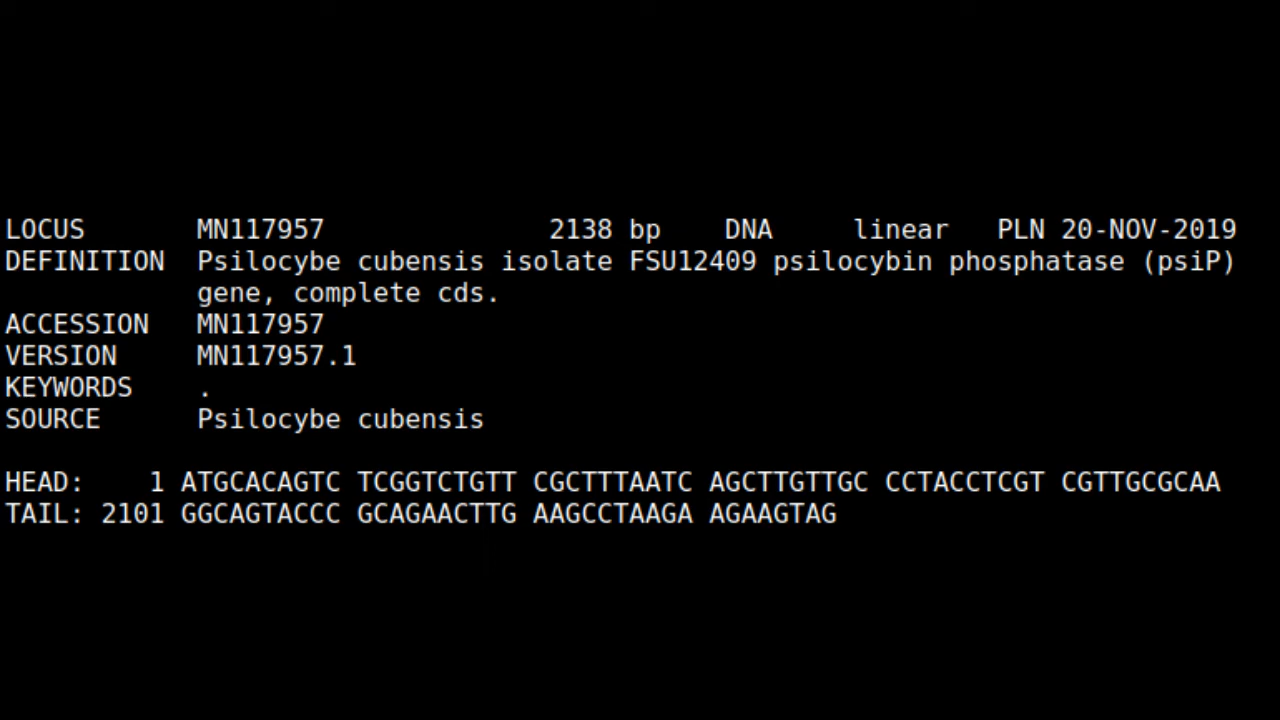 LOCUS       MN117957              2138 bp    DNA     linear   PLN 20-NOV-2019
DEFINITION  Psilocybe cubensis isolate FSU12409 psilocybin phosphatase (psiP)
            gene, complete cds.
ACCESSION   MN117957
VERSION     MN117957.1
KEYWORDS    .
SOURCE      Psilocybe cubensis
HEAD:    1 ATGCACAGTC TCGGTCTGTT CGCTTTAATC AGCTTGTTGC CCTACCTCGT CGTTGCGCAA
TAIL: 2101 GGCAGTACCC GCAGAACTTG AAGCCTAAGA AGAAGTAG